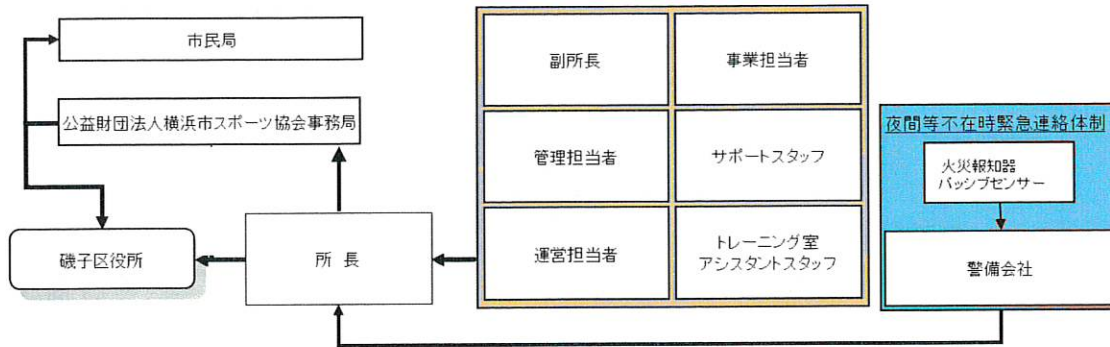 市民局
公益財団法人横浜市スポーツ協会事務局
磯子区役所
所長
副所長
事業担当者
管理担当者
サポートスタッフ
運営担当者
トレーニング室
アシスタントスタッフ
夜間等不在時緊急連絡体制
火災報知器
パッシブセンサー
警備会社